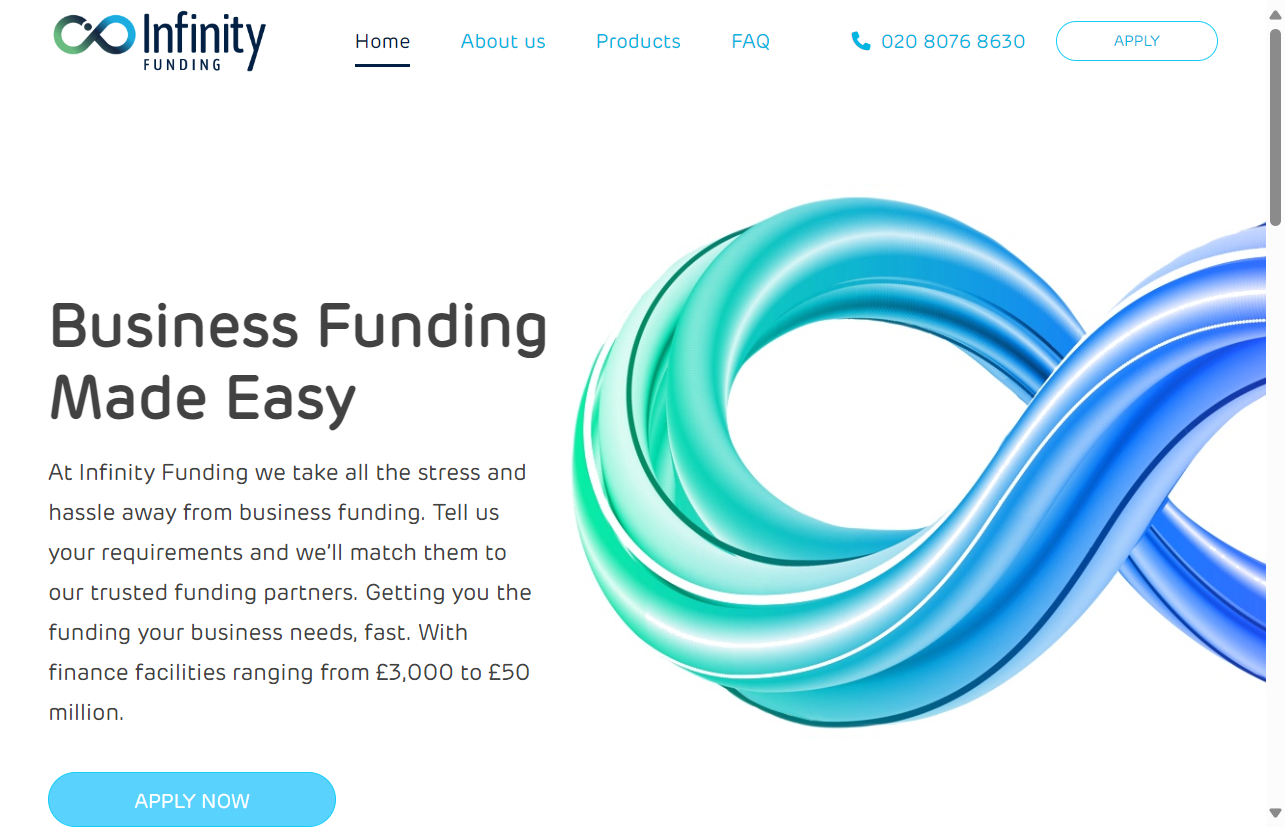 Infinity
FUNDING
Home
About us
Products
FAQ
020 8076 8630
APPLY
Business Funding
Made Easy
At Infinity Funding we take all the stress and
hassle away from business funding. Tell us
your requirements and we’ll match them to
our trusted funding partners. Getting you the
funding your business needs, fast. With
finance facilities ranging from £3,000 to £50
million.
APPLY NOW